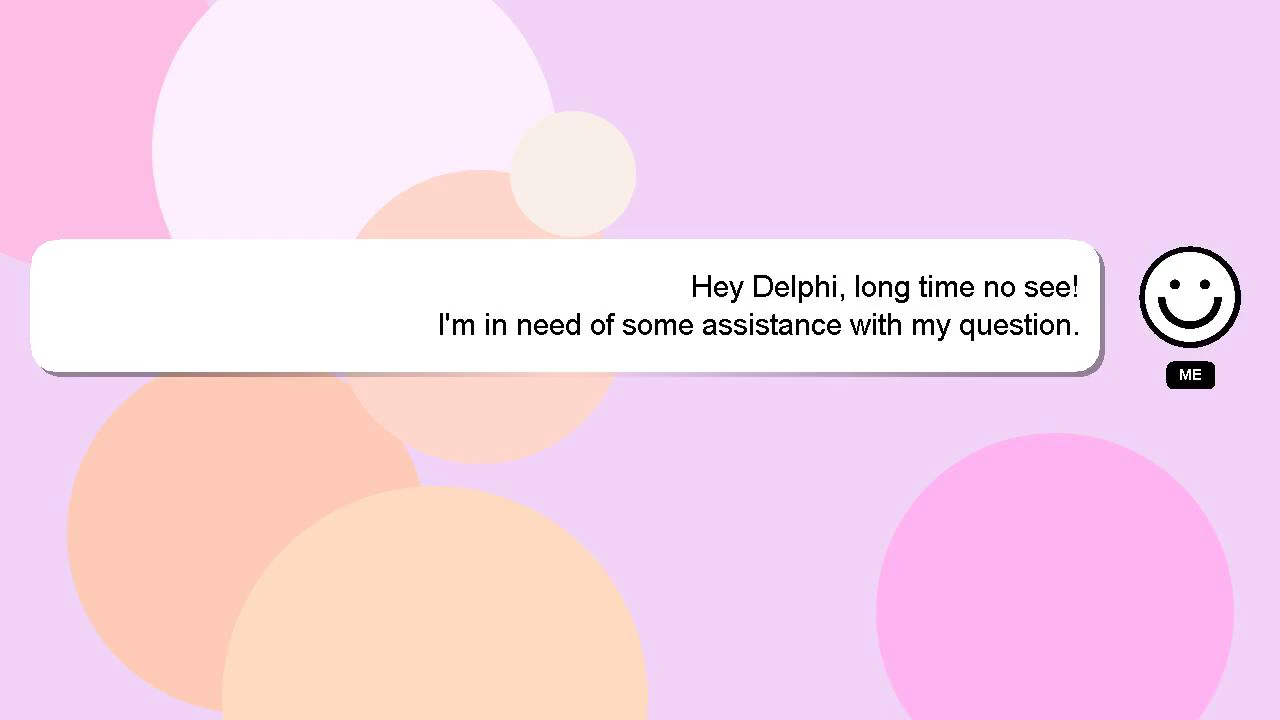 Hey Delphi, long time no see!
I'm in need of some assistance with my question.
ME